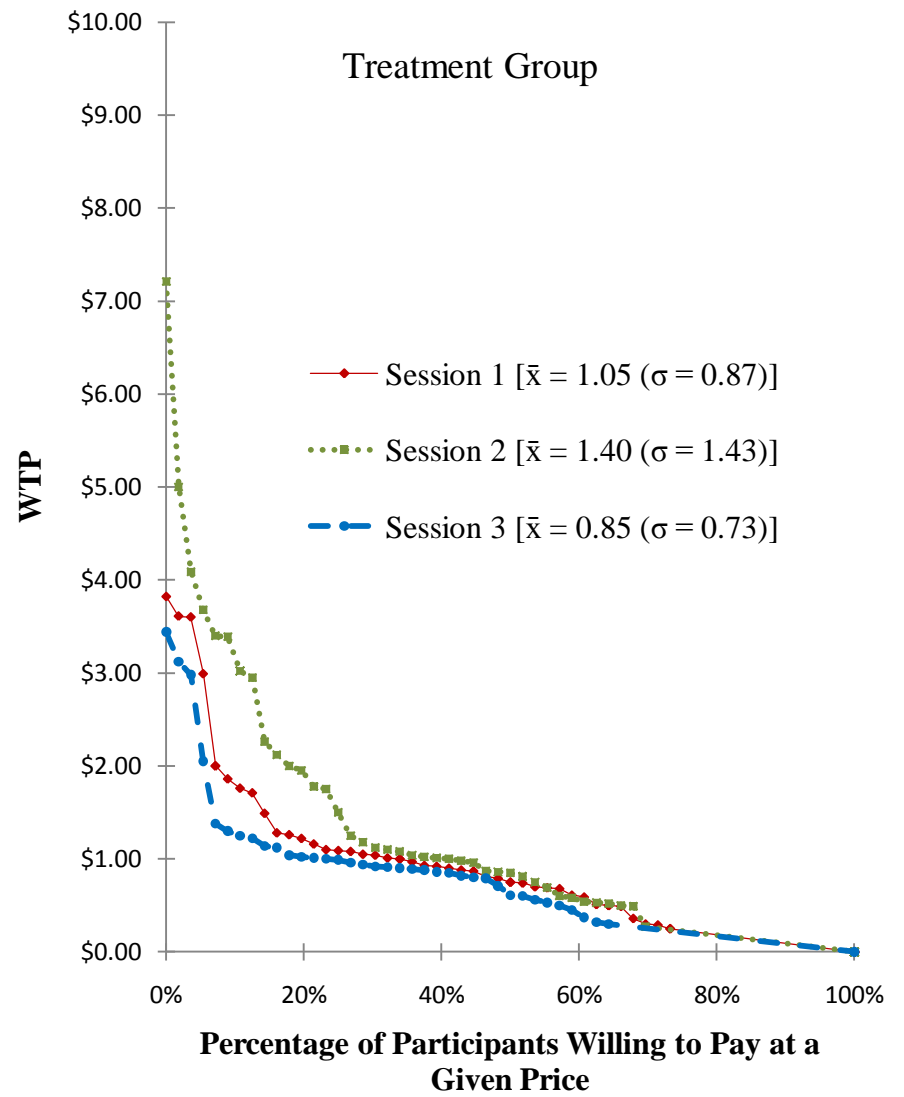 Treatment Group
$10.00
$9.00
$8.00
$7.00
$6.00
$5.00
$4.00
$3.00
$2.00
$1.00
$0.00
WTP
Session 1 [x̄ = 1.05 (σ = 0.87)]
Session 2 [x̄ = 1.40 (σ = 1.43)]
Session 3 [x̄ = 0.85 (σ = 0.73)]
0% 20% 40% 60% 80% 100%
Percentage of Participants Willing to Pay at a
Given Price